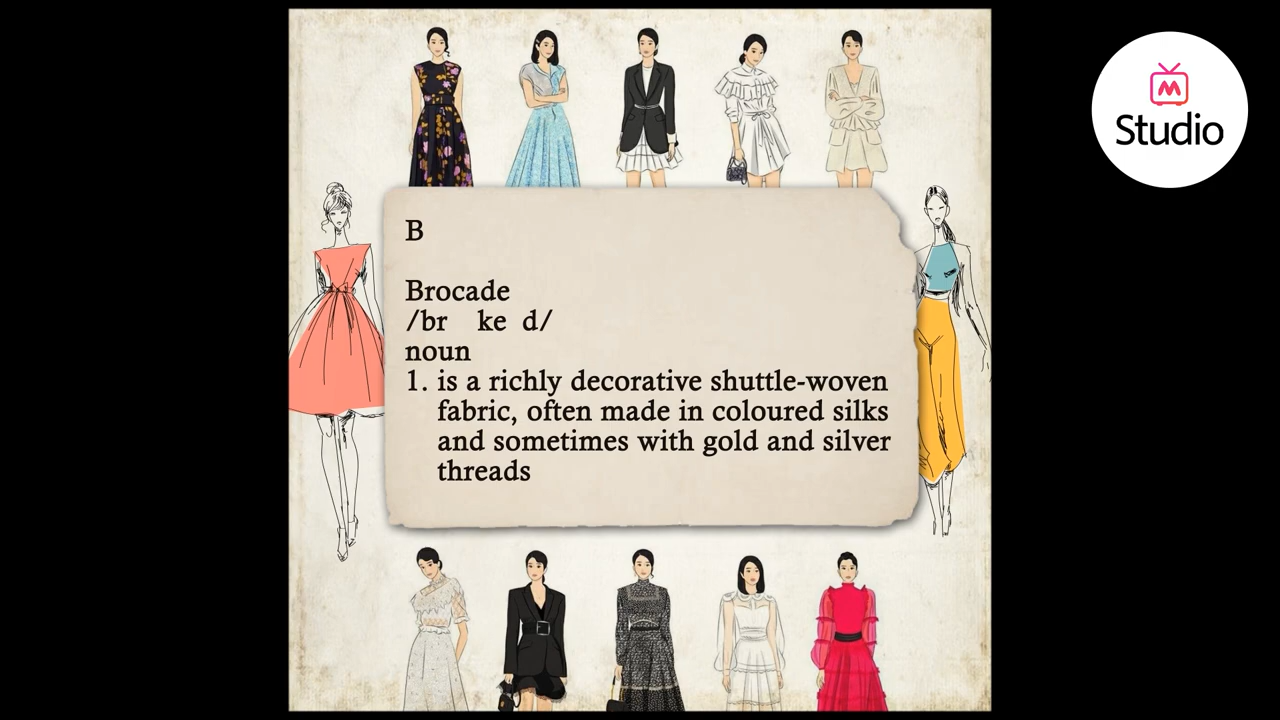 B
Brocade
/br ke d/
noun
1. is a richly decorative shuttle-woven
fabric, often made in coloured silks
and sometimes with gold and silver
threads
M
Studio